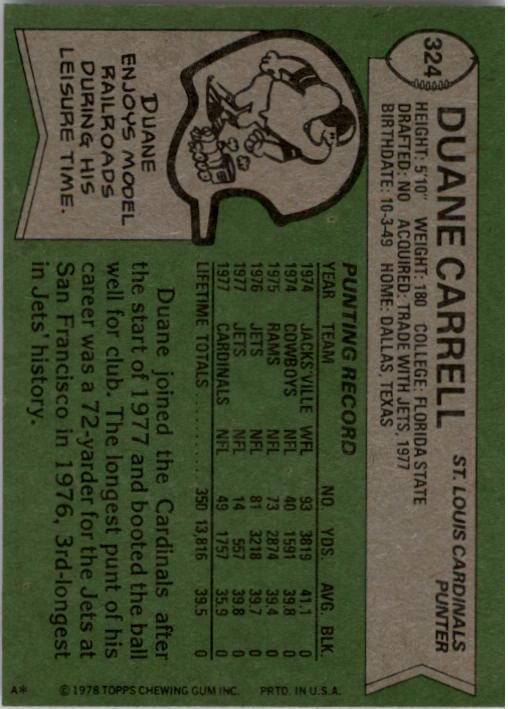 324
DUANE CARRELL
ST. LOUIS CARDINALS
PUNTER
HEIGHT: 5'10" WEIGHT: 180 COLLEGE: FLORIDA STATE
DRAFTED: NO ACQUIRED: TRADE WITH JETS, 1977
BIRTHDATE: 10-3-49 HOME: DALLAS, TEXAS
PUNTING RECORD
YEAR TEAM NO. YDS. AVG. BLK.
1974 JACKS'VILLE WFL 93 3819 41.1 0
1974 COWBOYS NFL 40 1591 39.8 0
1975 RAMS NFL 73 2874 39.4 0
1976 JETS NFL 81 3218 39.7 0
1977 JETS NFL 14 557 39.8 0
1977 CARDINALS NFL 49 1757 35.9 0
LIFETIME TOTALS .......... 350 13,816 39.5 0
DUANE
ENJOYS MODEL
RAILROADS
DURING HIS
LEISURE TIME.
Duane joined the Cardinals after
the start of 1977 and booted the ball
well for club. The longest punt of his
career was a 72-yarder for the Jets at
San Francisco in 1976, 3rd-longest
in Jets' history.
A* © 1978 TOPPS CHEWING GUM INC. PRTD. IN U.S.A.